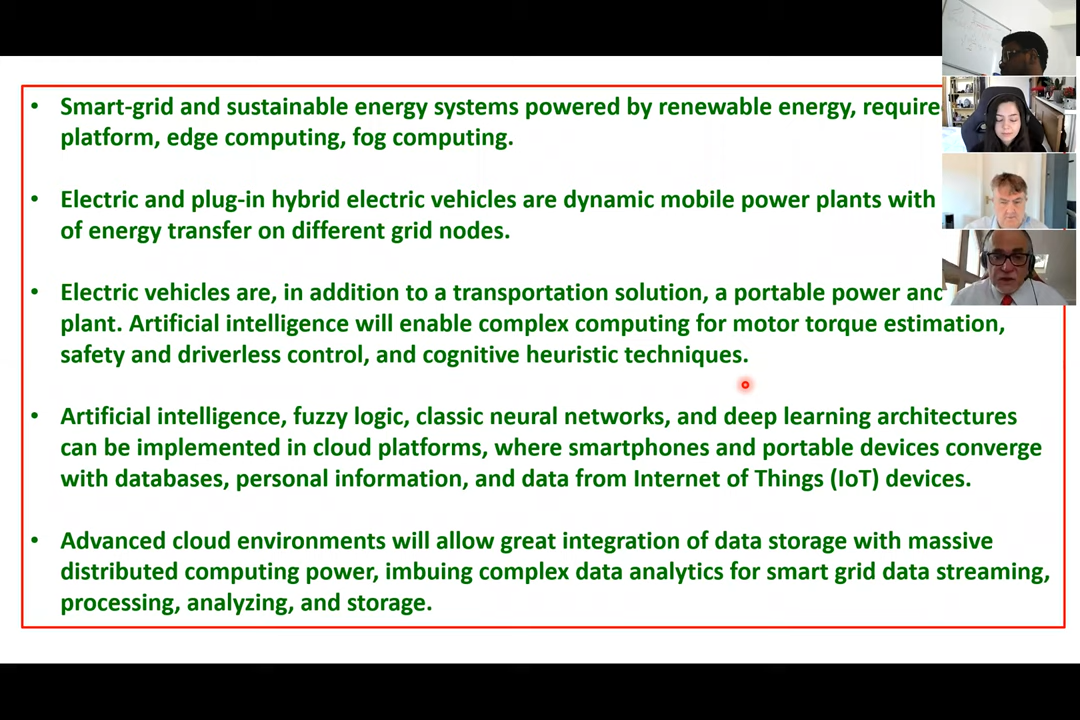 • Smart-grid and sustainable energy systems powered by renewable energy, require
platform, edge computing, fog computing.
• Electric and plug-in hybrid electric vehicles are dynamic mobile power plants with
of energy transfer on different grid nodes.
• Electric vehicles are, in addition to a transportation solution, a portable power and
plant. Artificial intelligence will enable complex computing for motor torque estimation,
safety and driverless control, and cognitive heuristic techniques.
• Artificial intelligence, fuzzy logic, classic neural networks, and deep learning architectures
can be implemented in cloud platforms, where smartphones and portable devices converge
with databases, personal information, and data from Internet of Things (IoT) devices.
• Advanced cloud environments will allow great integration of data storage with massive
distributed computing power, imbuing complex data analytics for smart grid data streaming,
processing, analyzing, and storage.